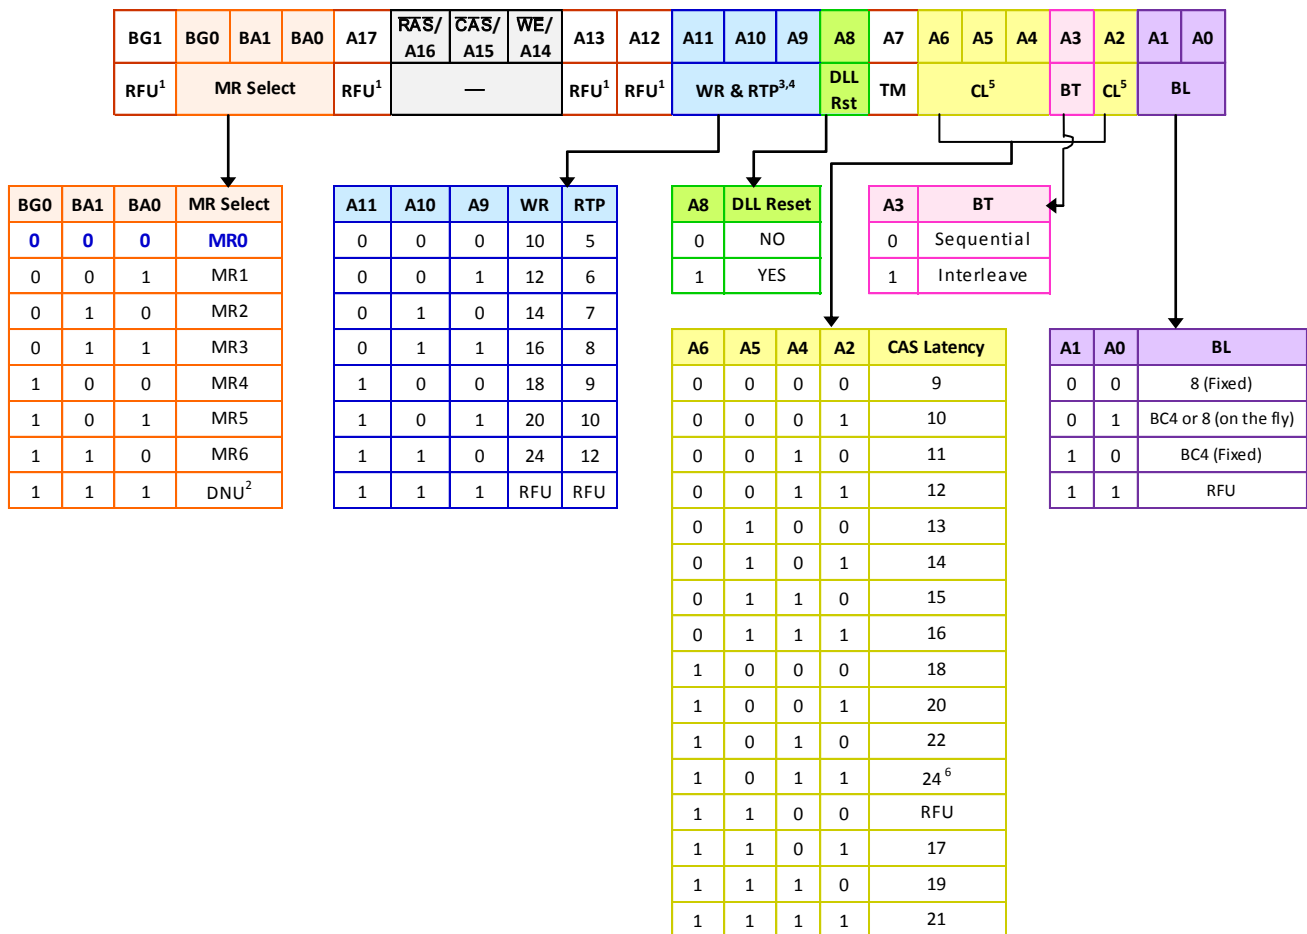 BG1 BG0 BA1 BA0 A17 RAS/ A16 CAS/ A15 WE/ A14 A13 A12 A11 A10 A9 A8 A7 A6 A5 A4 A3 A2 A1 A0
RFU1 MR Select RFU1 — RFU1 RFU1 WR & RTP3,4 DLL Rst TM CL5 BT CL5 BL
BG0 BA1 BA0 MR Select
0 0 0 MR0
0 0 1 MR1
0 1 0 MR2
0 1 1 MR3
1 0 0 MR4
1 0 1 MR5
1 1 0 MR6
1 1 1 DNU2
A11 A10 A9 WR RTP
0 0 0 10 5
0 0 1 12 6
0 1 0 14 7
0 1 1 16 8
1 0 0 18 9
1 0 1 20 10
1 1 0 24 12
1 1 1 RFU RFU
A8 DLL Reset
0 NO
1 YES
A3 BT
0 Sequential
1 Interleave
A6 A5 A4 A2 CAS Latency
0 0 0 0 9
0 0 0 1 10
0 0 1 0 11
0 0 1 1 12
0 1 0 0 13
0 1 0 1 14
0 1 1 0 15
0 1 1 1 16
1 0 0 0 18
1 0 0 1 20
1 0 1 0 22
1 0 1 1 24 6
1 1 0 0 RFU
1 1 0 1 17
1 1 1 0 19
1 1 1 1 21
A1 A0 BL
0 0 8 (Fixed)
0 1 BC4 or 8 (on the fly)
1 0 BC4 (Fixed)
1 1 RFU